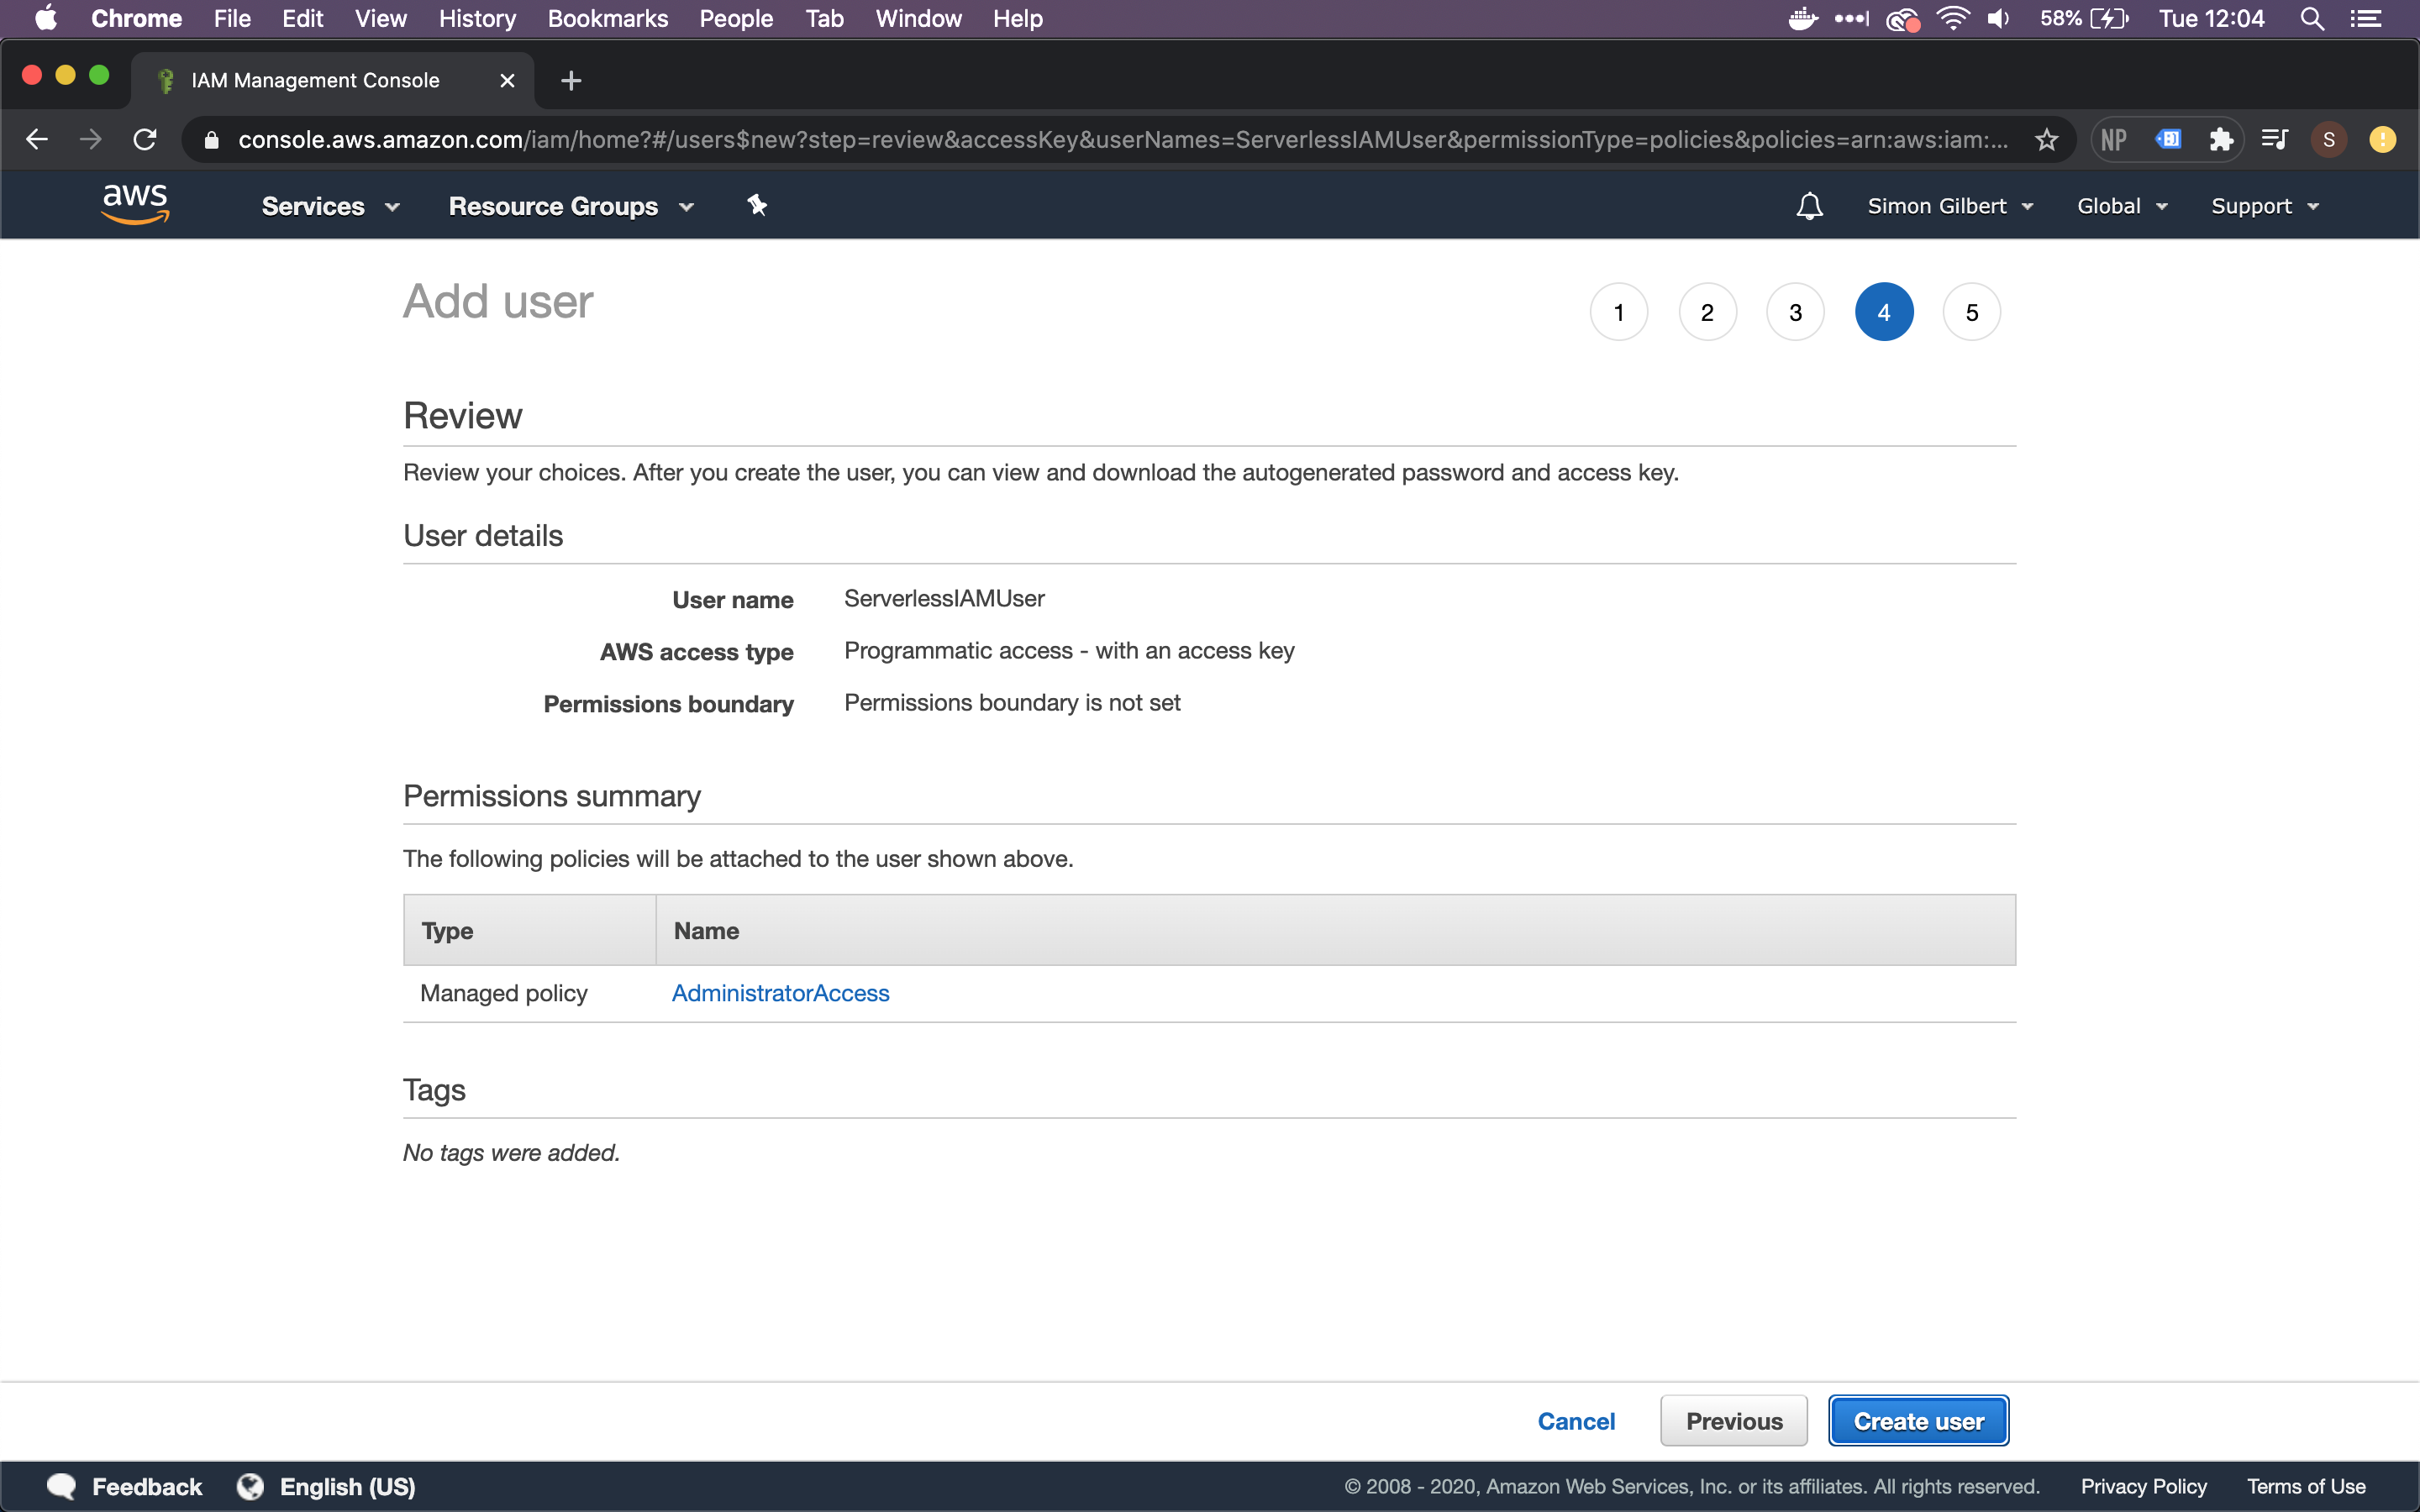 Chrome File Edit View History Bookmarks People Tab Window Help 58% Tue 12:04
IAM Management Console
console.aws.amazon.com/iam/home?#/users$new?step=review&accessKey&userNames=ServerlessIAMUser&permissionType=policies&policies=arn:aws:iam:... NP S
aws Services Resource Groups Simon Gilbert Global Support
Add user 1 2 3 4 5
Review
Review your choices. After you create the user, you can view and download the autogenerated password and access key.
User details
User name ServerlessIAMUser
AWS access type Programmatic access - with an access key
Permissions boundary Permissions boundary is not set
Permissions summary
The following policies will be attached to the user shown above.
Type Name
Managed policy AdministratorAccess
Tags
No tags were added.
Cancel Previous Create user
Feedback English (US) © 2008 - 2020, Amazon Web Services, Inc. or its affiliates. All rights reserved. Privacy Policy Terms of Use